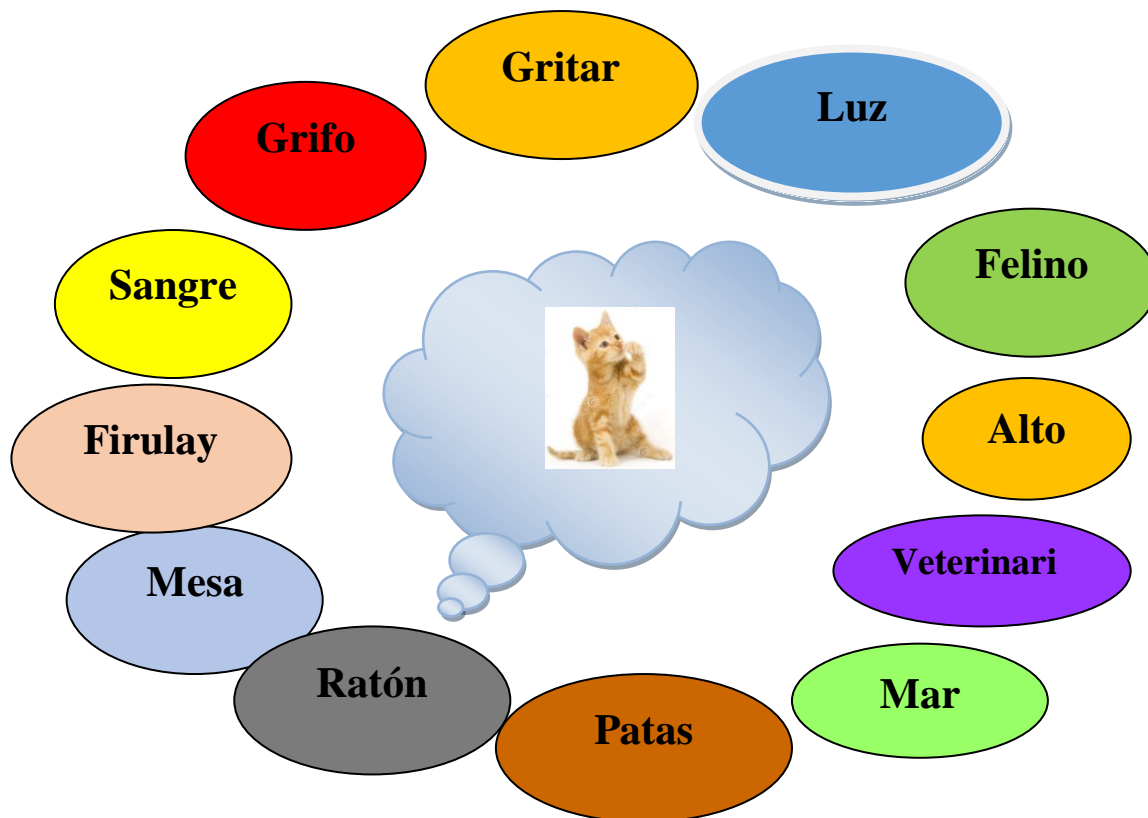 Gritar
Luz
Grifo
Felino
Sangre
Alto
Firulay
Veterinari
Mesa
Ratón
Mar
Patas